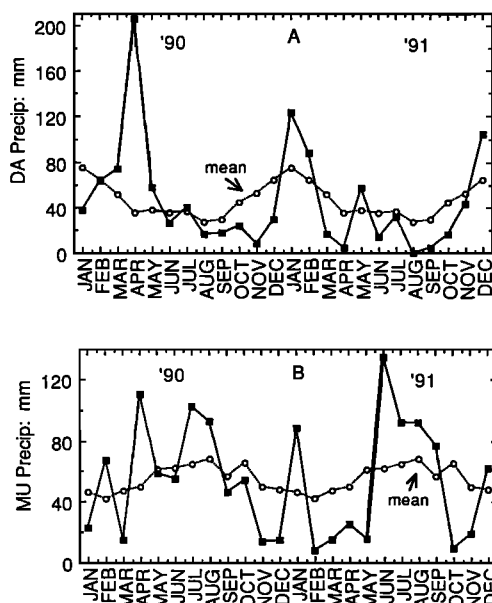 200
160
120
80
40
0
DA Precip: mm
'90
A
'91
mean
JAN FEB MAR APR MAY JUN JUL AUG SEP OCT NOV DEC JAN FEB MAR APR MAY JUN JUL AUG SEP OCT NOV DEC
120
80
40
0
MU Precip: mm
'90
B
'91
mean
JAN FEB MAR APR MAY JUN JUL AUG SEP OCT NOV DEC JAN FEB MAR APR MAY JUN JUL AUG SEP OCT NOV DEC